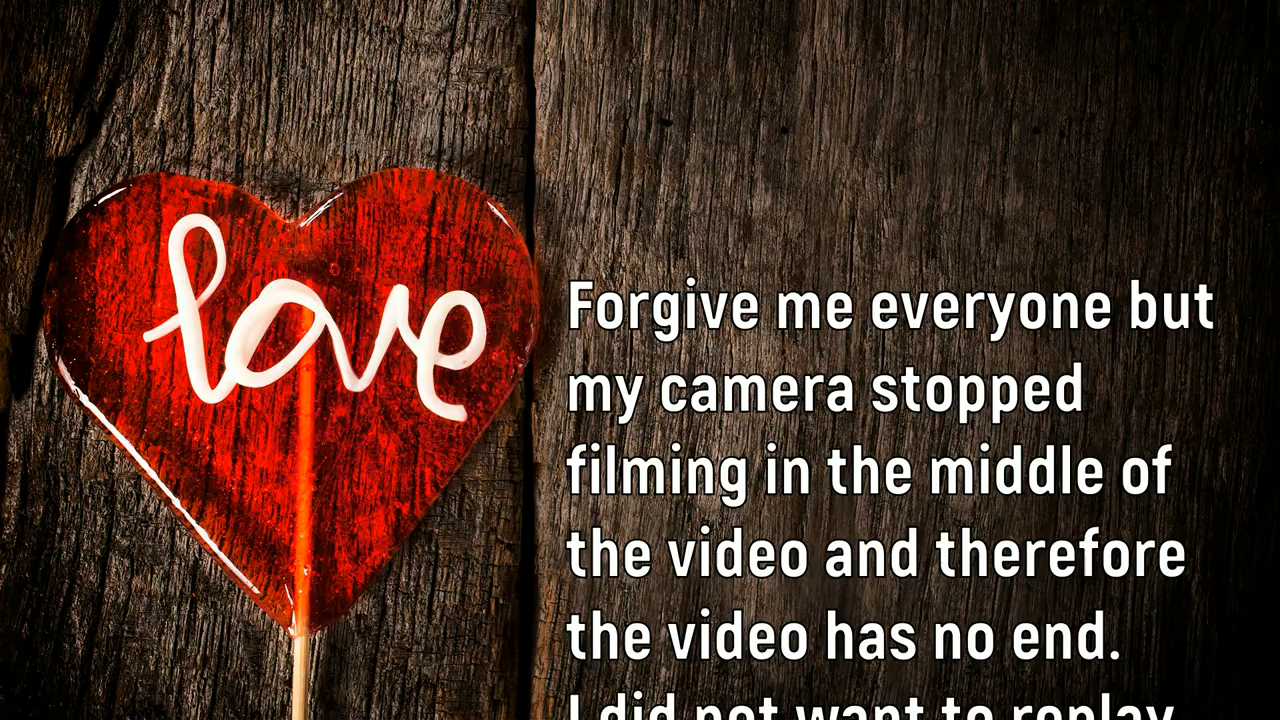 love
Forgive me everyone but
my camera stopped
filming in the middle of
the video and therefore
the video has no end.
I did not want to replay